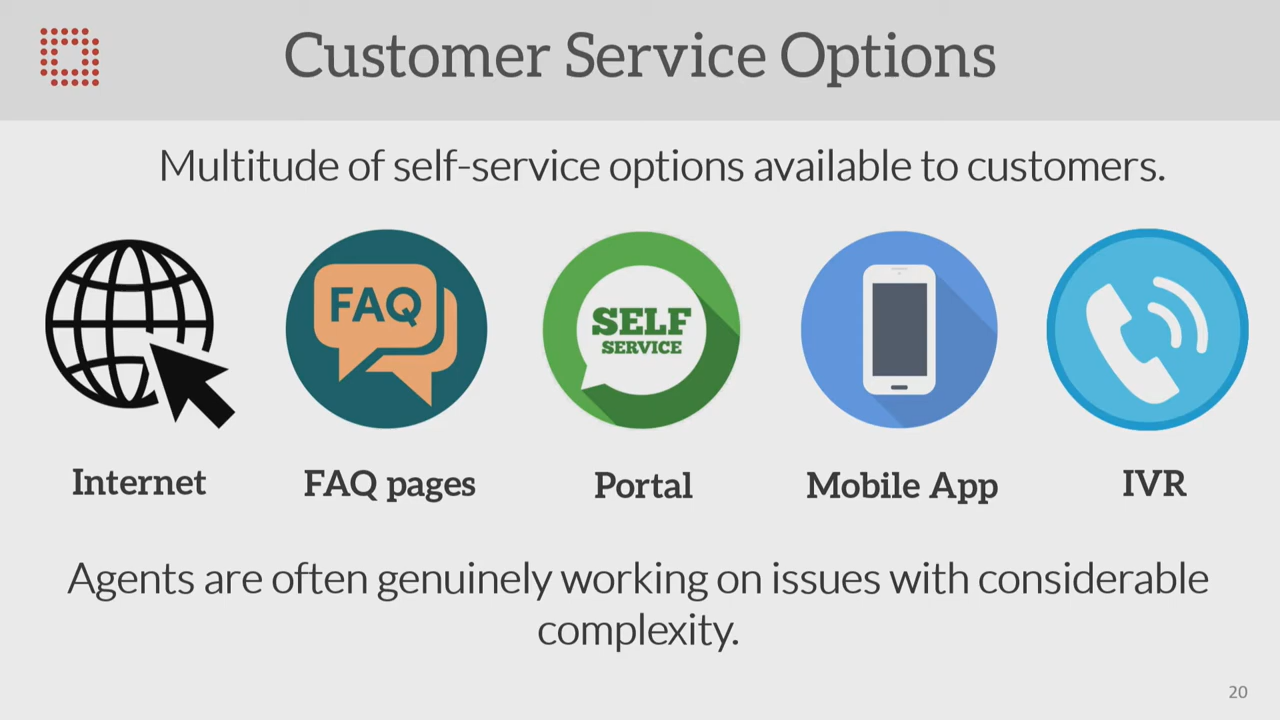 Customer Service Options
Multitude of self-service options available to customers.
FAQ
SELF
SERVICE
Internet
FAQ pages
Portal
Mobile App
IVR
Agents are often genuinely working on issues with considerable
complexity.
20